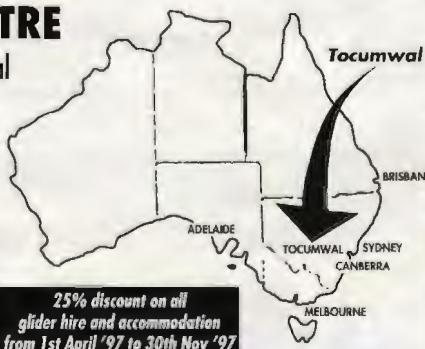 TRE
al
Tocumwal
BRISBAN
ADELAIDE
TOCUMWAL
SYDNEY
CANBERRA
MELBOURNE
25% discount on all
glider hire and accommodation
from 1st April '97 to 30th Nov '97